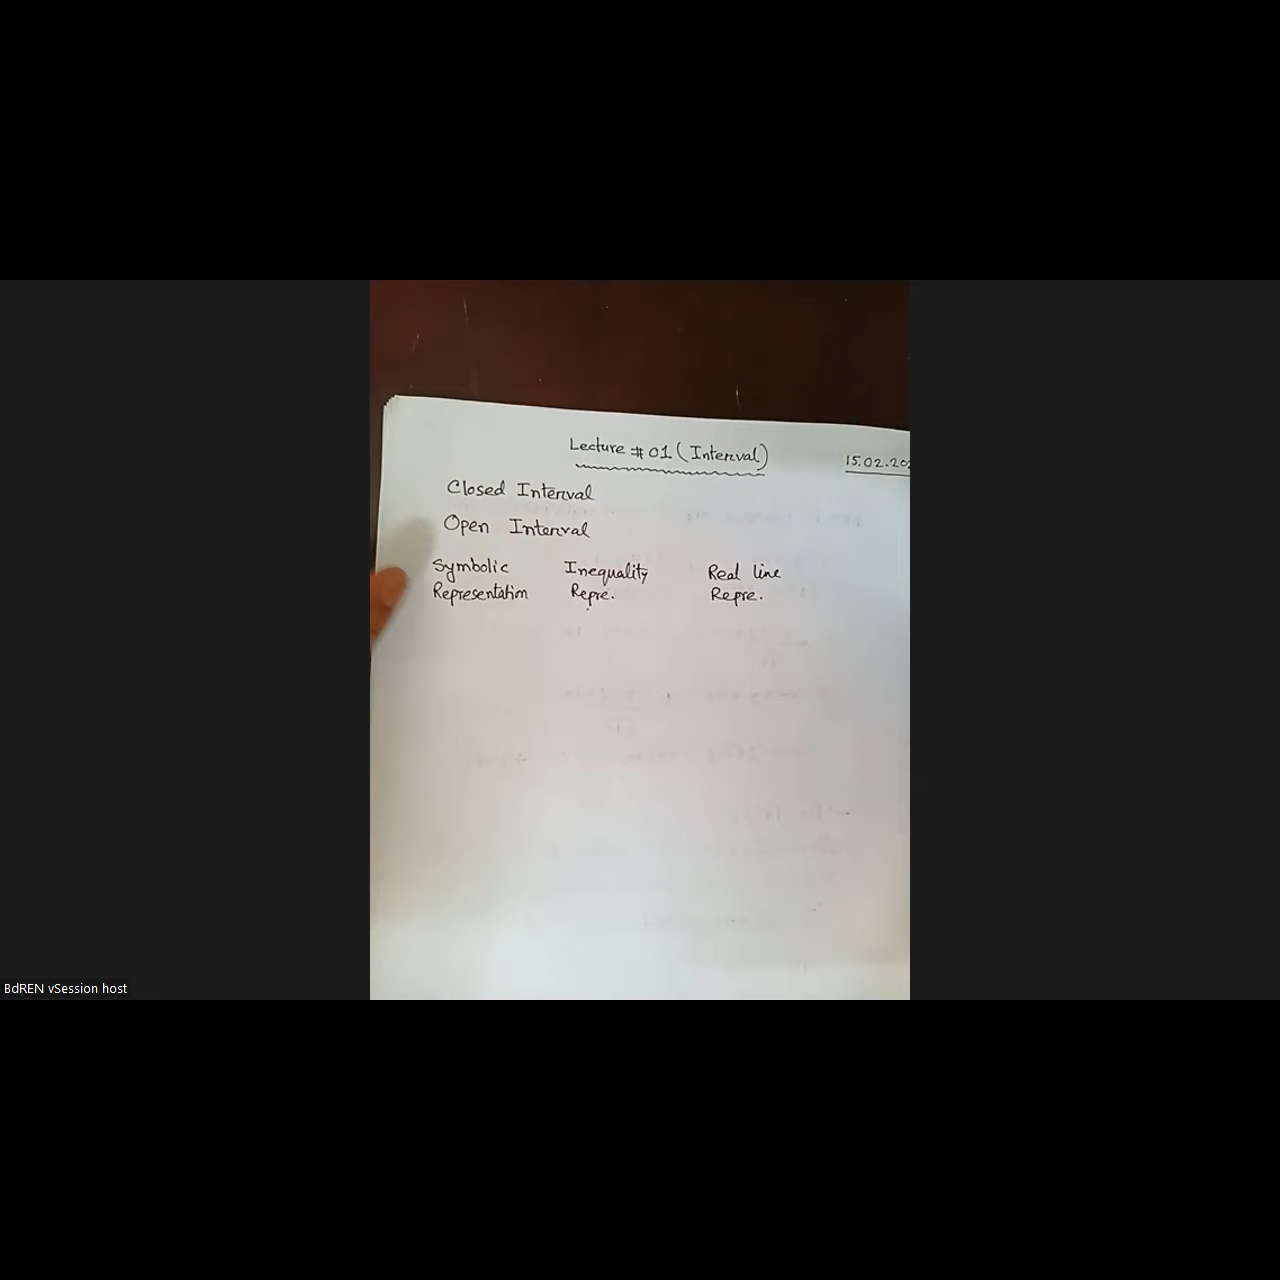 Lecture # 01 (Interval)
15.02.20
Closed Interval
Open Interval
Symbolic Inequality Real line
Representation Repre. Repre.
BdREN vSession host